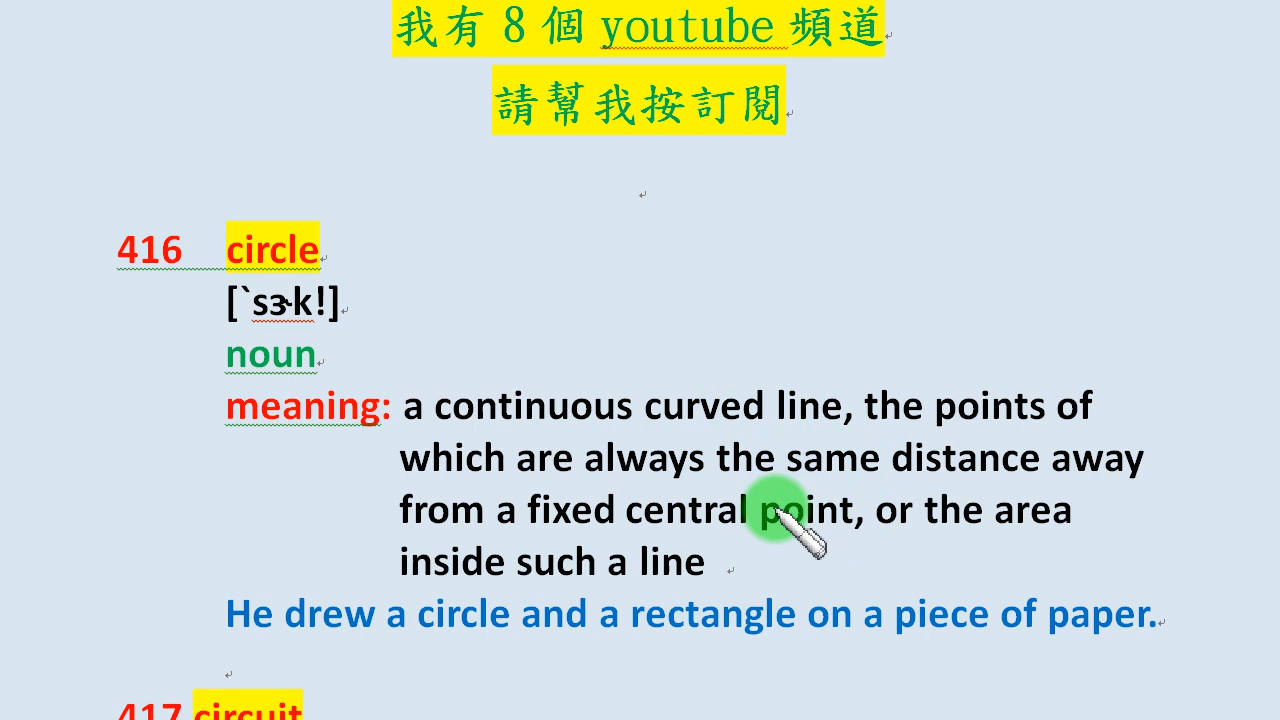 我有 8 個 youtube 頻道
請幫我按訂閱
416 circle
[`sɝk!]
noun
meaning: a continuous curved line, the points of
which are always the same distance away
from a fixed central point, or the area
inside such a line
He drew a circle and a rectangle on a piece of paper.
417 circuit